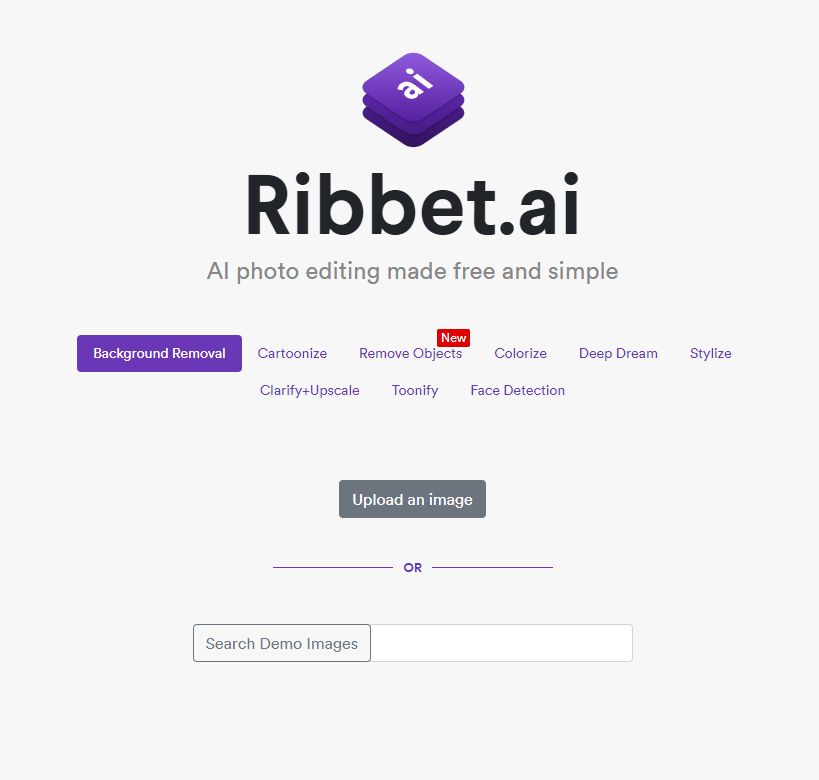 ai
Ribbet.ai
AI photo editing made free and simple
New
Background Removal Cartoonize Remove Objects Colorize Deep Dream Stylize
Clarify+Upscale Toonify Face Detection
Upload an image
OR
Search Demo Images